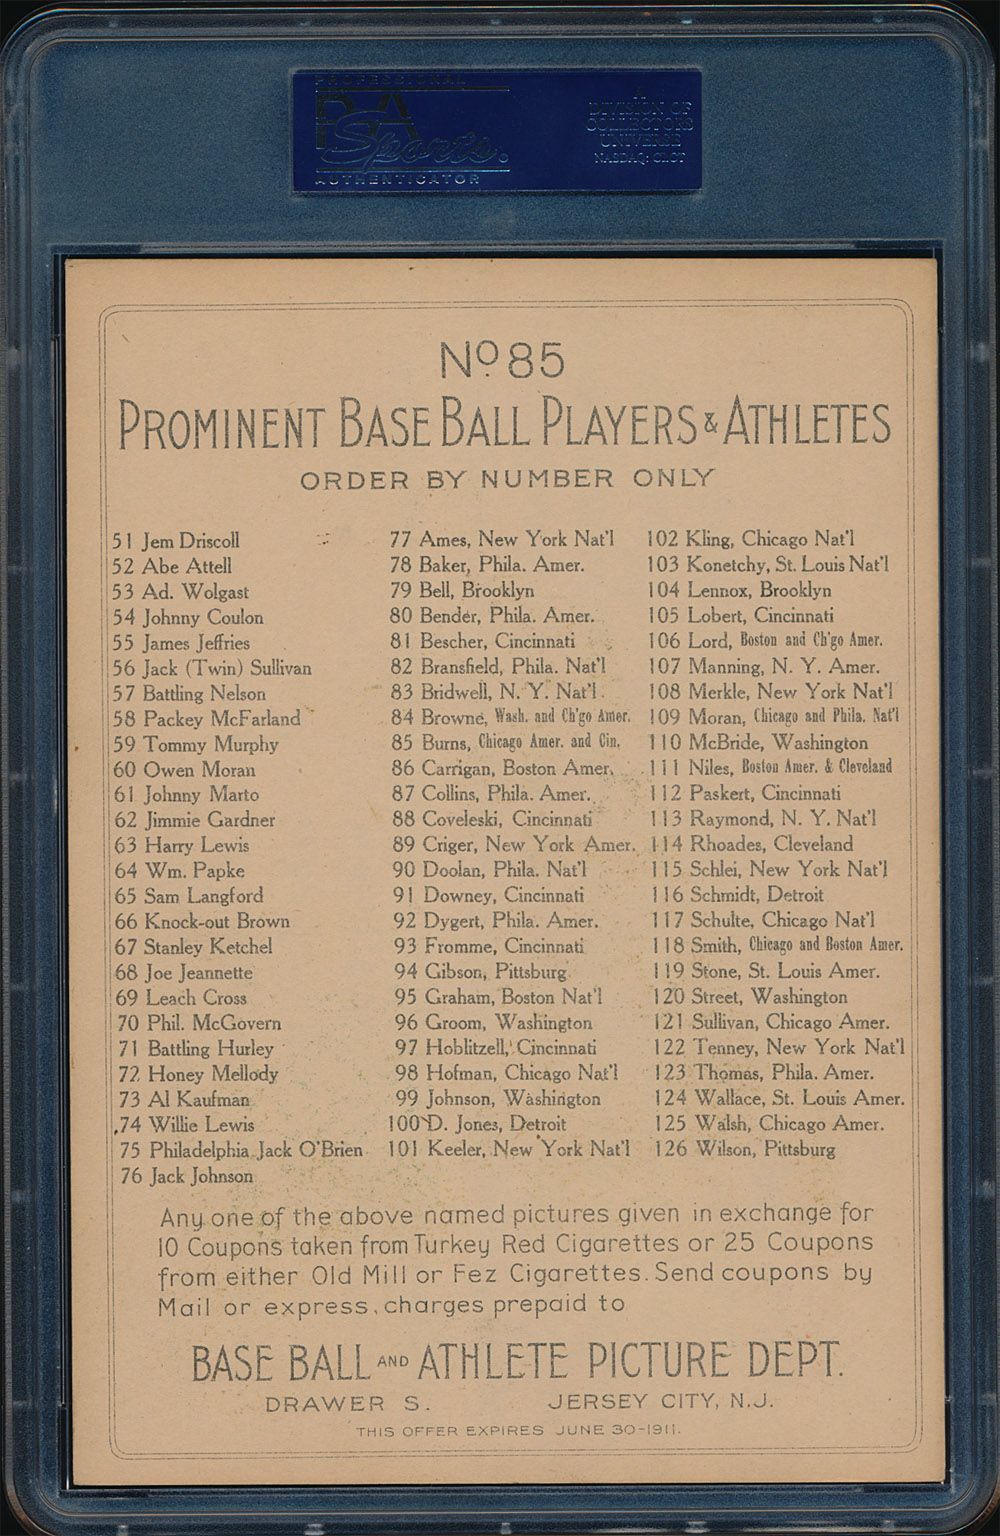 PROFESSIONAL
PSA
Sports
AUTHENTICATOR
A
DIVISION OF
COLLECTORS
UNIVERSE
NASDAQ: CLCT
No 85
PROMINENT BASE BALL PLAYERS & ATHLETES
ORDER BY NUMBER ONLY
51 Jem Driscoll
52 Abe Attell
53 Ad. Wolgast
54 Johnny Coulon
55 James Jeffries
56 Jack (Twin) Sullivan
57 Battling Nelson
58 Packey McFarland
59 Tommy Murphy
60 Owen Moran
61 Johnny Marto
62 Jimmie Gardner
63 Harry Lewis
64 Wm. Papke
65 Sam Langford
66 Knock-out Brown
67 Stanley Ketchel
68 Joe Jeannette
69 Leach Cross
70 Phil. McGovern
71 Battling Hurley
72 Honey Mellody
73 Al Kaufman
74 Willie Lewis
75 Philadelphia Jack O'Brien
76 Jack Johnson
77 Ames, New York Nat'l
78 Baker, Phila. Amer.
79 Bell, Brooklyn
80 Bender, Phila. Amer.
81 Bescher, Cincinnati
82 Bransfield, Phila. Nat'l
83 Bridwell, N. Y. Nat'l
84 Browne, Wash. and Ch'go Amer.
85 Burns, Chicago Amer. and Cin.
86 Carrigan, Boston Amer.
87 Collins, Phila. Amer.
88 Coveleski, Cincinnati
89 Criger, New York Amer.
90 Doolan, Phila. Nat'l
91 Downey, Cincinnati
92 Dygert, Phila. Amer.
93 Fromme, Cincinnati
94 Gibson, Pittsburg
95 Graham, Boston Nat'l
96 Groom, Washington
97 Hoblitzell, Cincinnati
98 Hofman, Chicago Nat'l
99 Johnson, Washington
100 D. Jones, Detroit
101 Keeler, New York Nat'l
102 Kling, Chicago Nat'l
103 Konetchy, St. Louis Nat'l
104 Lennox, Brooklyn
105 Lobert, Cincinnati
106 Lord, Boston and Ch'go Amer.
107 Manning, N. Y. Amer.
108 Merkle, New York Nat'l
109 Moran, Chicago and Phila. Nat'l
110 McBride, Washington
111 Niles, Boston Amer. & Cleveland
112 Paskert, Cincinnati
113 Raymond, N. Y. Nat'l
114 Rhoades, Cleveland
115 Schlei, New York Nat'l
116 Schmidt, Detroit
117 Schulte, Chicago Nat'l
118 Smith, Chicago and Boston Amer.
119 Stone, St. Louis Amer.
120 Street, Washington
121 Sullivan, Chicago Amer.
122 Tenney, New York Nat'l
123 Thomas, Phila. Amer.
124 Wallace, St. Louis Amer.
125 Walsh, Chicago Amer.
126 Wilson, Pittsburg
Any one of the above named pictures given in exchange for
10 Coupons taken from Turkey Red Cigarettes or 25 Coupons
from either Old Mill or Fez Cigarettes. Send coupons by
Mail or express, charges prepaid to
BASE BALL AND ATHLETE PICTURE DEPT.
DRAWER S. JERSEY CITY, N.J.
THIS OFFER EXPIRES JUNE 30-1911.